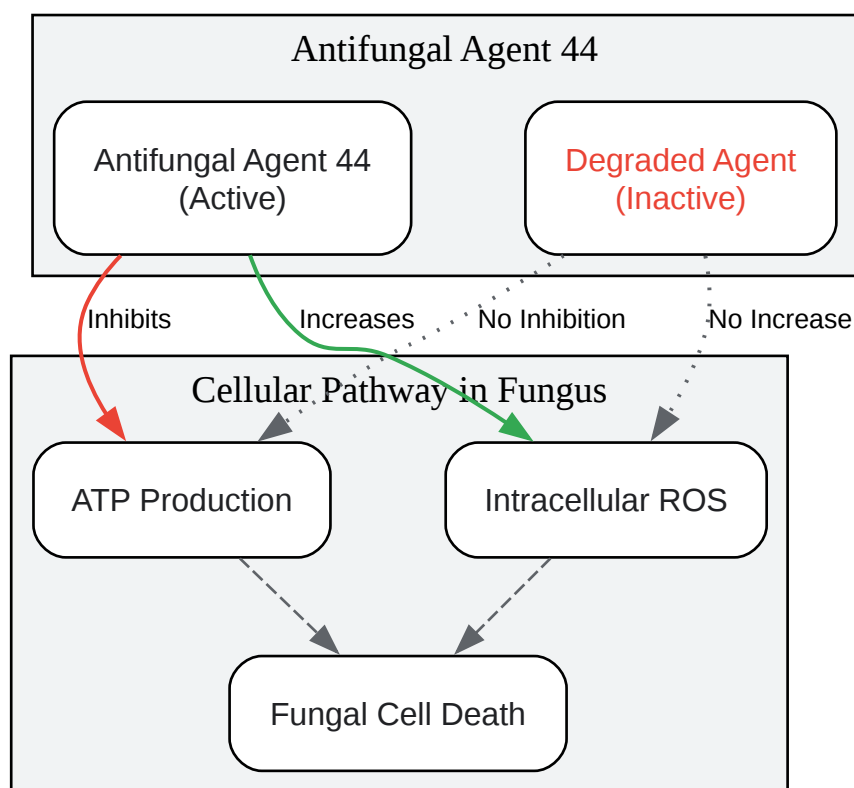 Antifungal Agent 44
Antifungal Agent 44
(Active)
Degraded Agent
(Inactive)
Inhibits
Increases
No Inhibition
No Increase
Cellular Pathway in Fungus
ATP Production
Intracellular ROS
Fungal Cell Death